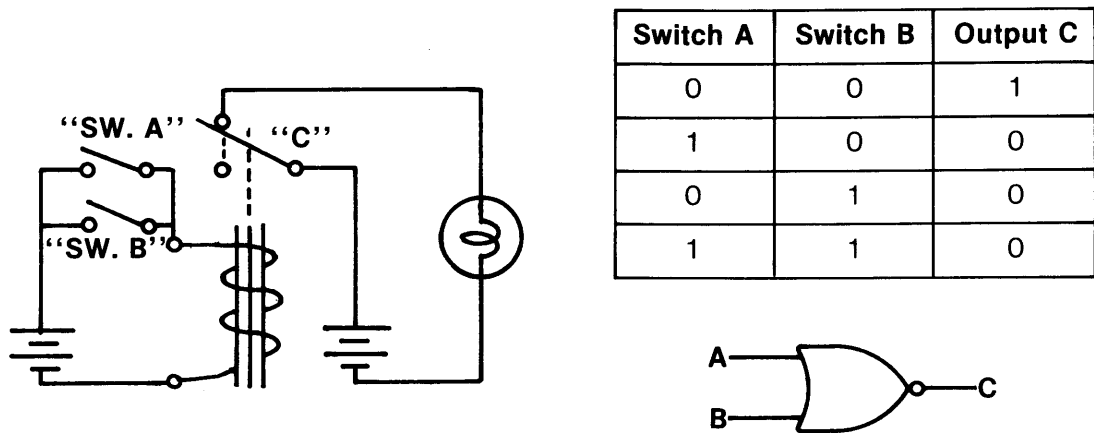 "SW. A"
"C"
"SW. B"
Switch A Switch B Output C
0 0 1
1 0 0
0 1 0
1 1 0
A
B
C